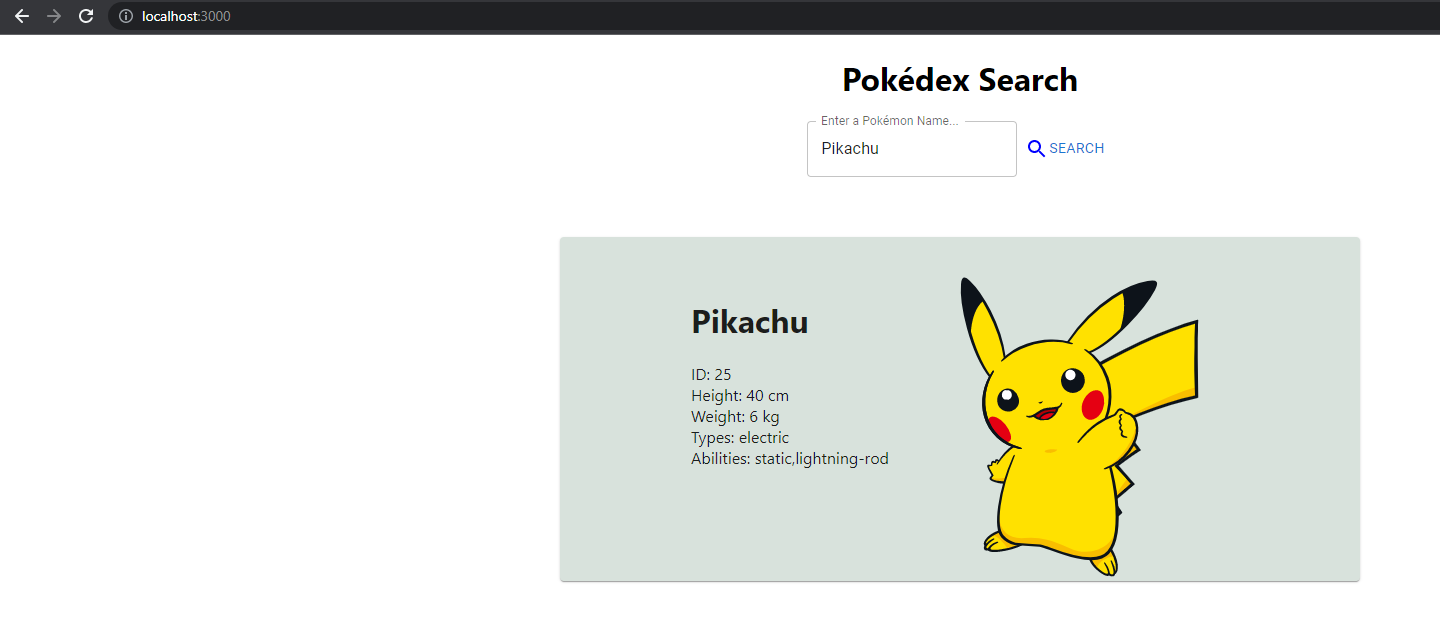 localhost:3000
Pokédex Search
Enter a Pokémon Name...
Pikachu
SEARCH
Pikachu
ID: 25
Height: 40 cm
Weight: 6 kg
Types: electric
Abilities: static,lightning-rod